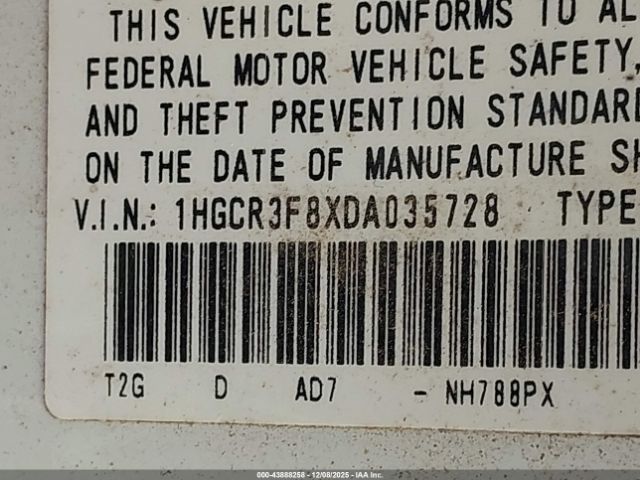 THIS VEHICLE CONFORMS TO AL
FEDERAL MOTOR VEHICLE SAFETY,
AND THEFT PREVENTION STANDARD
ON THE DATE OF MANUFACTURE SH
V.I.N.: 1HGCR3F8XDA035728 TYPE
T2G D AD7 - NH788PX
000-43888258 - 12/08/2025 - IAA Inc.